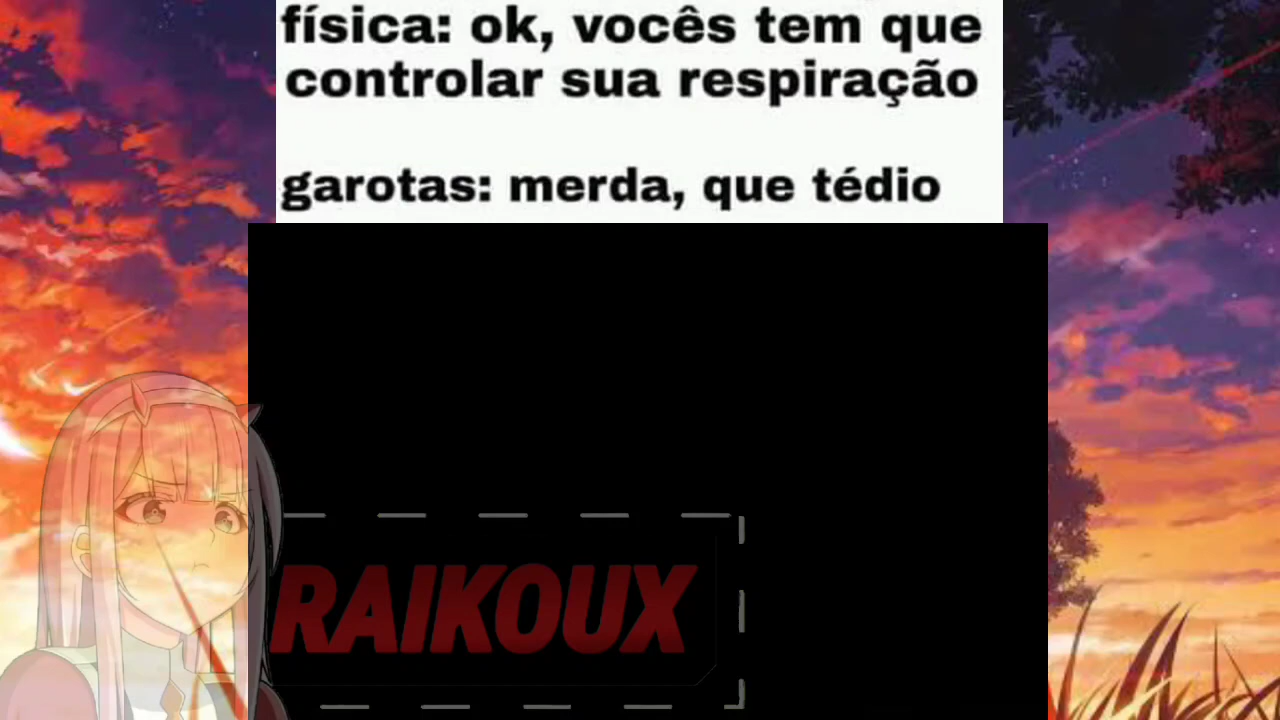 física: ok, vocês tem que
controlar sua respiração
garotas: merda, que tédio
RAIKOUX